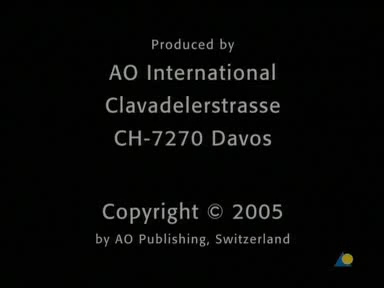 Produced by
AO International
Clavadelerstrasse
CH-7270 Davos
Copyright © 2005
by AO Publishing, Switzerland